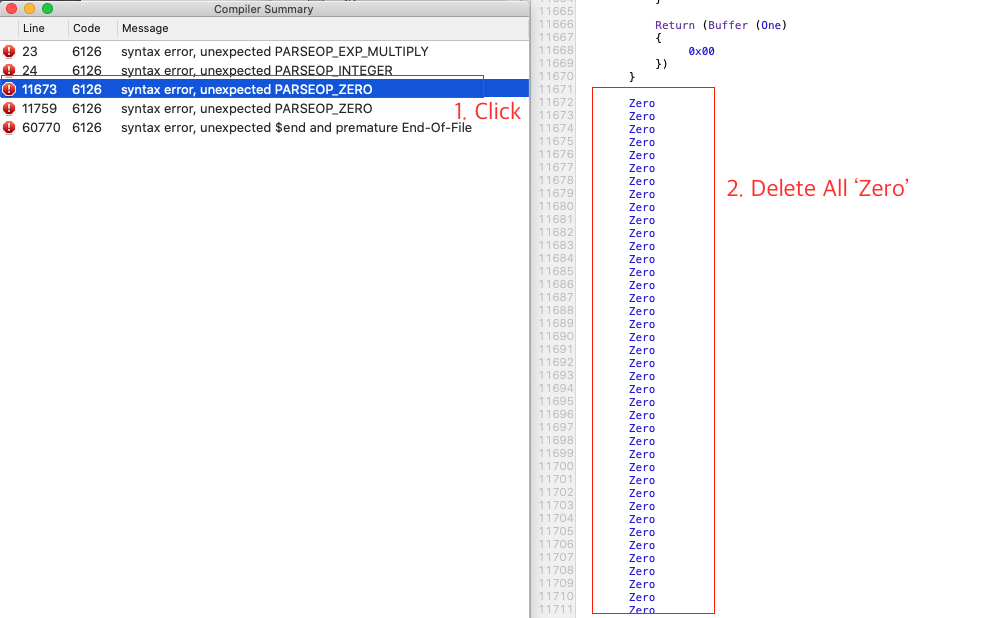 Compiler Summary
Line Code Message
23 6126 syntax error, unexpected PARSEOP_EXP_MULTIPLY
24 6126 syntax error, unexpected PARSEOP_INTEGER
11673 6126 syntax error, unexpected PARSEOP_ZERO
11759 6126 syntax error, unexpected PARSEOP_ZERO
60770 6126 syntax error, unexpected $end and premature End-Of-File
1. Click
11665
11666 Return (Buffer (One)
11667 {
11668 0x00
11669 })
11670 }
11671
11672 Zero
11673 Zero
11674 Zero
11675 Zero
11676 Zero
11677 Zero
11678 Zero
11679 Zero
11680 Zero
11681 Zero
11682 Zero
11683 Zero
11684 Zero
11685 Zero
11686 Zero
11687 Zero
11688 Zero
11689 Zero
11690 Zero
11691 Zero
11692 Zero
11693 Zero
11694 Zero
11695 Zero
11696 Zero
11697 Zero
11698 Zero
11699 Zero
11700 Zero
11701 Zero
11702 Zero
11703 Zero
11704 Zero
11705 Zero
11706 Zero
11707 Zero
11708 Zero
11709 Zero
11710 Zero
11711 Zero
2. Delete All ‘Zero’